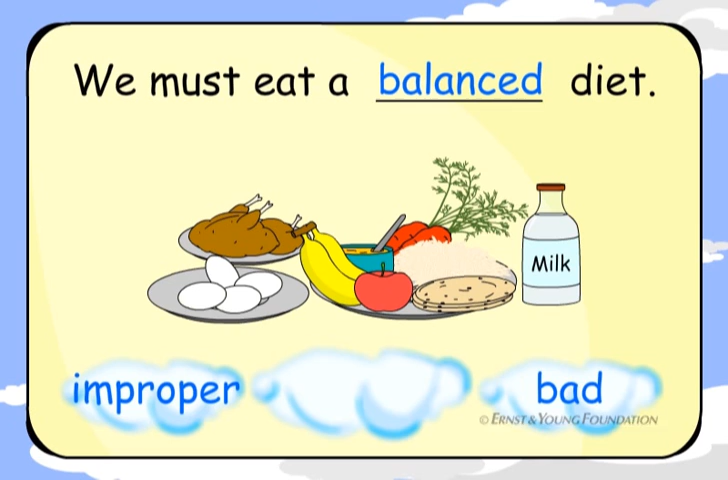 We must eat a balanced diet.
Milk
improper
bad
© ERNST & YOUNG FOUNDATION